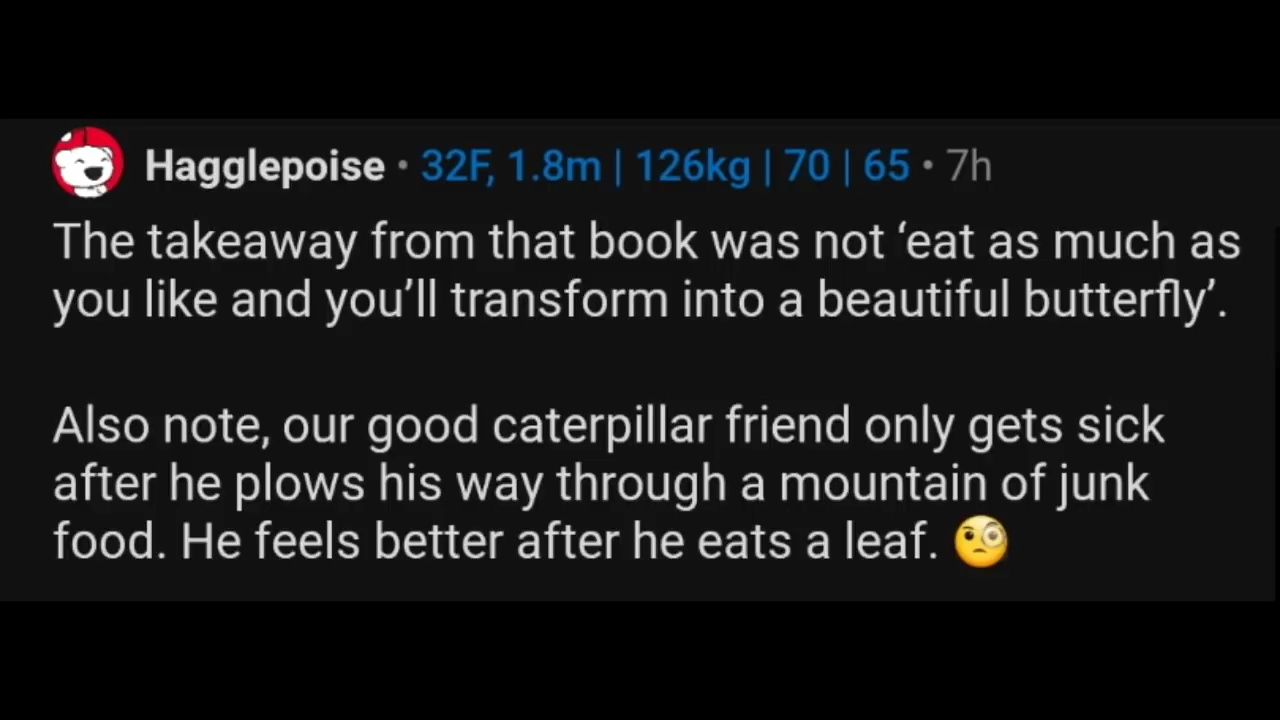 Hagglepoise • 32F, 1.8m | 126kg | 70 | 65 • 7h
The takeaway from that book was not ‘eat as much as
you like and you’ll transform into a beautiful butterfly’.
Also note, our good caterpillar friend only gets sick
after he plows his way through a mountain of junk
food. He feels better after he eats a leaf. 🧐